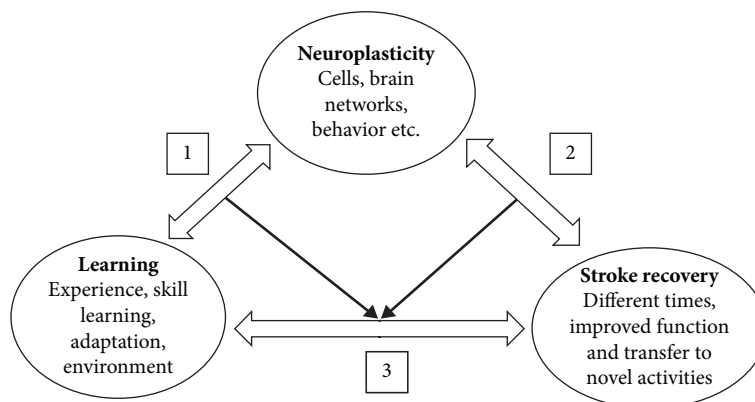 Neuroplasticity
Cells, brain
networks,
behavior etc.
1
2
Learning
Experience, skill
learning,
adaptation,
environment
Stroke recovery
Different times,
improved function
and transfer to
novel activities
3